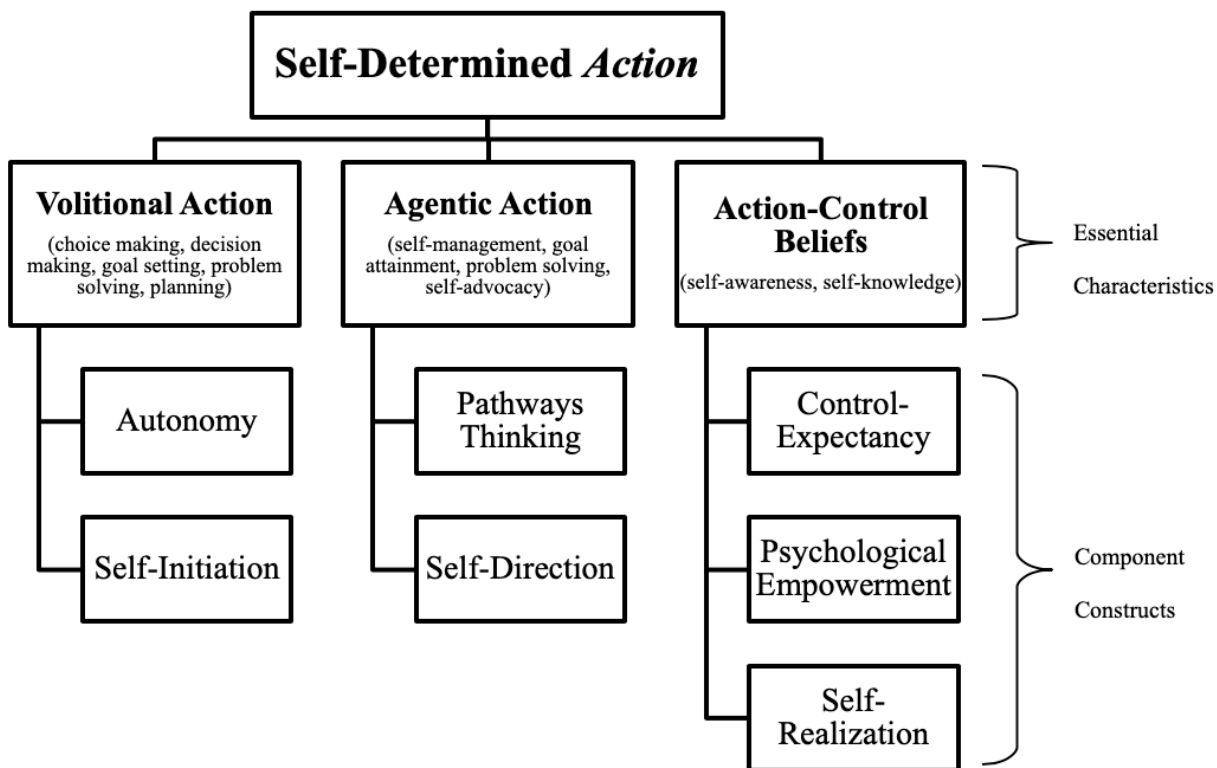 Self-Determined Action
Volitional Action
(choice making, decision
making, goal setting, problem
solving, planning)
Agentic Action
(self-management, goal
attainment, problem solving,
self-advocacy)
Action-Control
Beliefs
(self-awareness, self-knowledge)
Essential
Characteristics
Autonomy
Self-Initiation
Pathways
Thinking
Self-Direction
Control-
Expectancy
Psychological
Empowerment
Self-
Realization
Component
Constructs